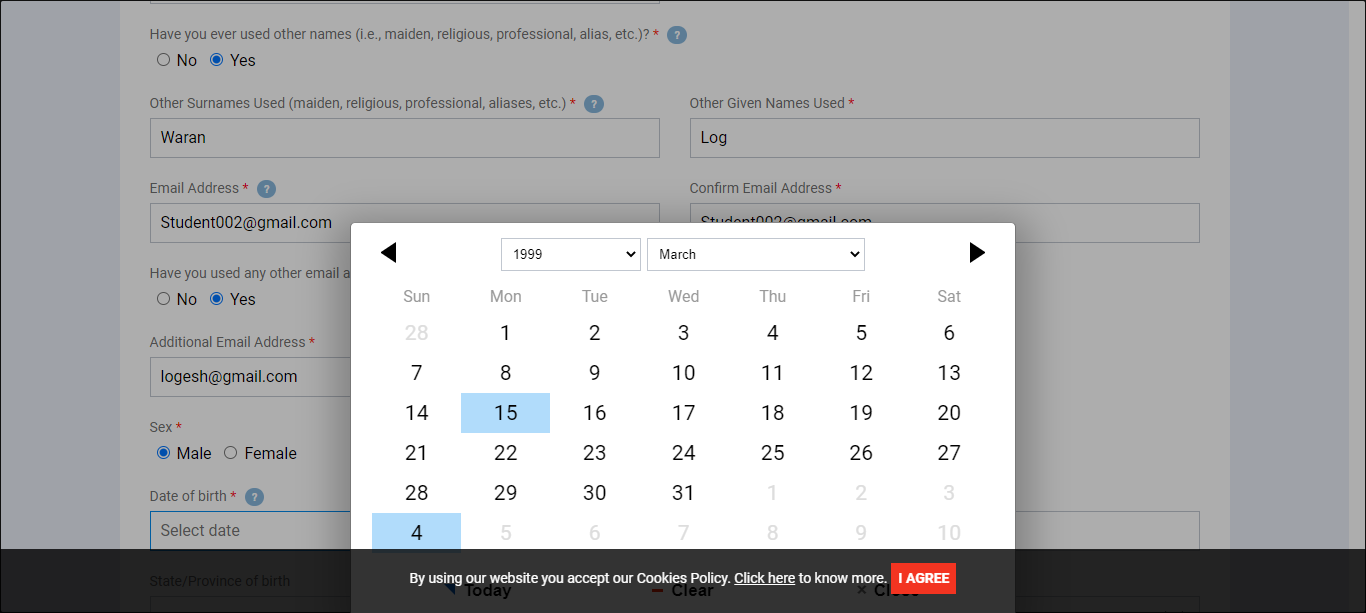 Have you ever used other names (i.e., maiden, religious, professional, alias, etc.)? * ?
No Yes
Other Surnames Used (maiden, religious, professional, aliases, etc.) * ? Other Given Names Used *
Waran Log
Email Address * ? Confirm Email Address *
Student002@gmail.com Student002@gmail.com
1999 March
Have you used any other email a
Sun Mon Tue Wed Thu Fri Sat
No Yes
28 1 2 3 4 5 6
Additional Email Address *
7 8 9 10 11 12 13
logesh@gmail.com
14 15 16 17 18 19 20
Sex *
Male Female
21 22 23 24 25 26 27
Date of birth * ?
28 29 30 31 1 2 3
Select date
4 5 6 7 8 9 10
State/Province of birth
By using our website you accept our Cookies Policy. Click here to know more. I AGREE
Today Clear × Close